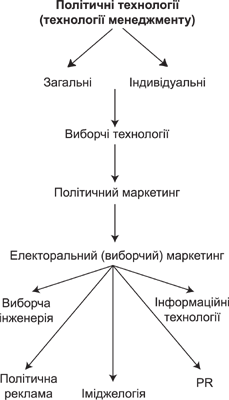 Політичні технології
(технології менеджменту)
Загальні Індивідуальні
Виборчі технології
Політичний маркетинг
Електоральний (виборчий) маркетинг
Виборча
інженерія
Інформаційні
технології
Політична
реклама
Іміджелогія
PR